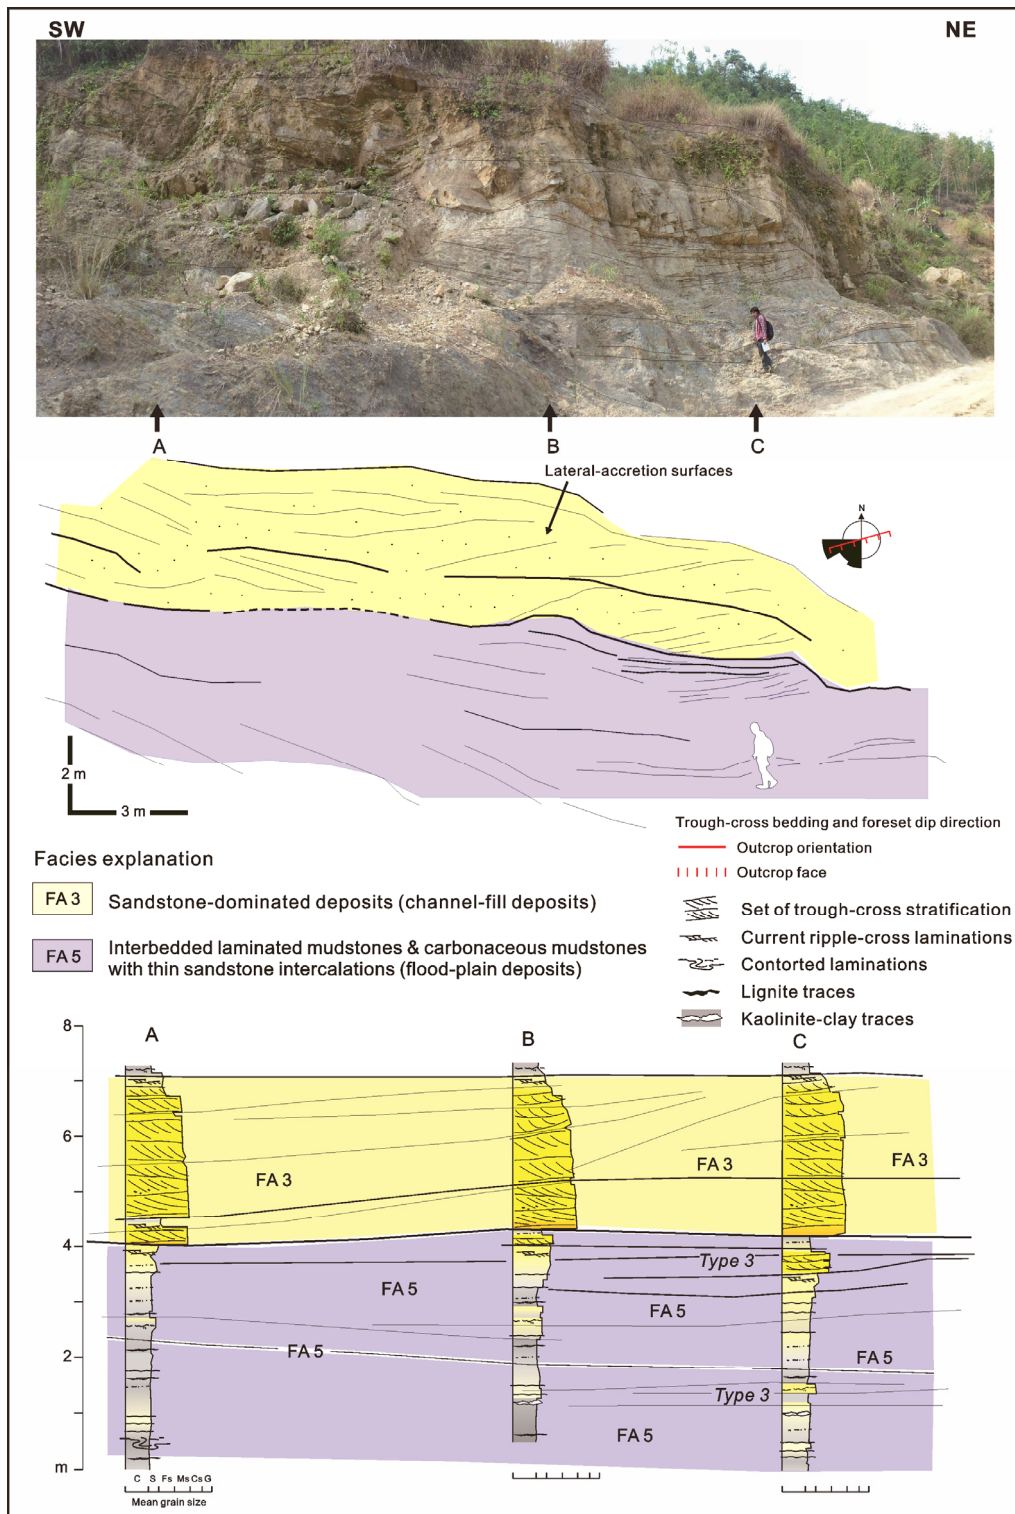 SW
NE
A
B
C
Lateral-accretion surfaces
N
2 m
3 m
Trough-cross bedding and foreset dip direction
Outcrop orientation
Outcrop face
Facies explanation
FA 3
Sandstone-dominated deposits (channel-fill deposits)
FA 5
Interbedded laminated mudstones & carbonaceous mudstones
with thin sandstone intercalations (flood-plain deposits)
Set of trough-cross stratification
Current ripple-cross laminations
Contorted laminations
Lignite traces
Kaolinite-clay traces
8
A
B
C
6
FA 3
FA 3
FA 3
4
Type 3
FA 5
FA 5
FA 5
FA 5
2
Type 3
FA 5
m
C S Fs Ms Cs G
Mean grain size